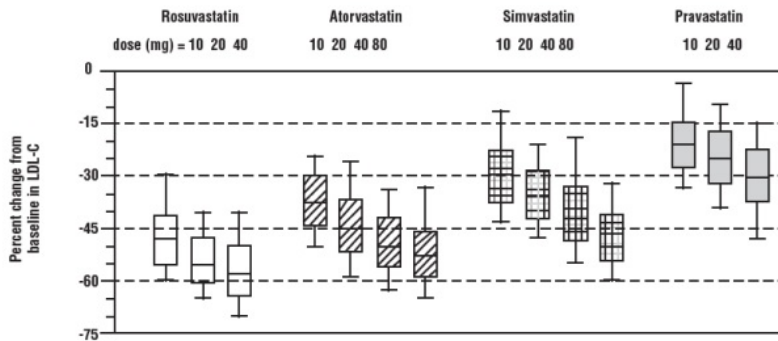 Rosuvastatin Atorvastatin Simvastatin Pravastatin
dose (mg) = 10 20 40 10 20 40 80 10 20 40 80 10 20 40
Percent change from
baseline in LDL-C
0
-15
-30
-45
-60
-75